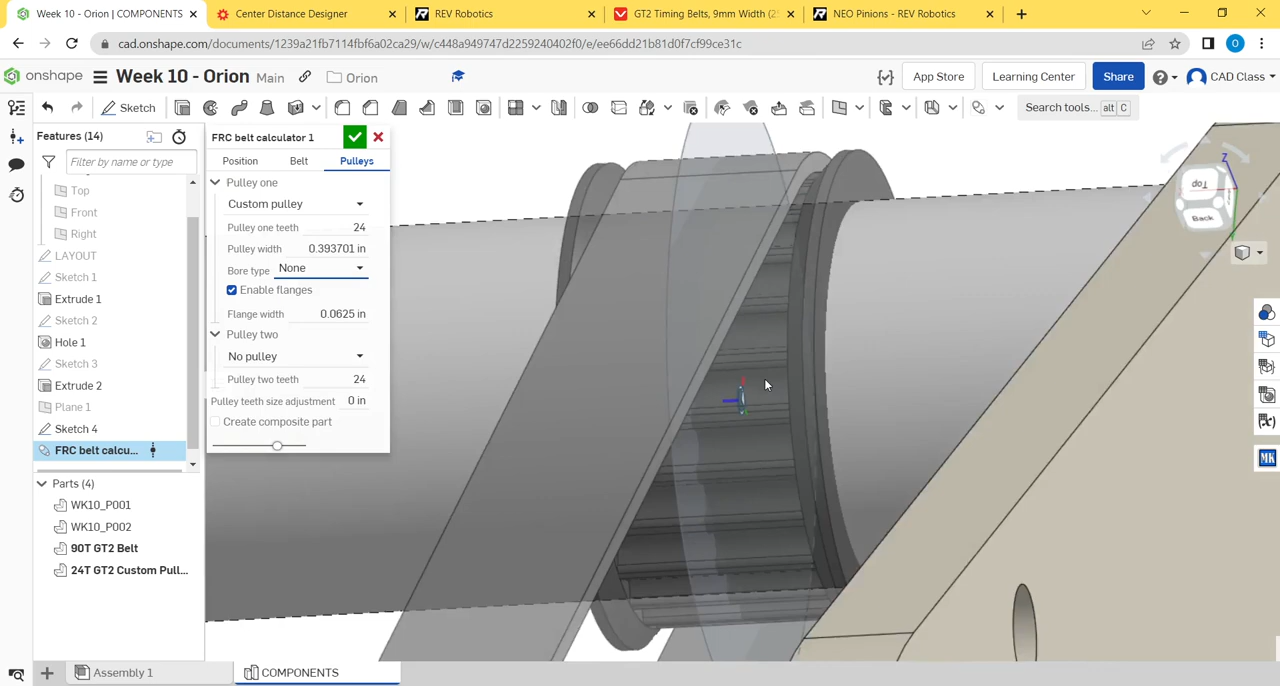 Week 10 - Orion | COMPONENTS
Center Distance Designer
REV Robotics
GT2 Timing Belts, 9mm Width (2
NEO Pinions - REV Robotics
cad.onshape.com/documents/1239a21fb7114fbf6a02ca29/w/c448a949747d5259240402f0/e/ee66dd21b81d0f7cf99ce31c
O
onshape
Week 10 - Orion
Main
Orion
App Store
Learning Center
Share
CAD Class
Sketch
Search tools...
alt
C
Features (14)
Filter by name or type
Top
Front
Right
LAYOUT
Sketch 1
Extrude 1
Sketch 2
Hole 1
Sketch 3
Extrude 2
Plane 1
Sketch 4
FRC belt calcu...
Parts (4)
WK10_P001
WK10_P002
90T GT2 Belt
24T GT2 Custom Pull...
FRC belt calculator 1
Position
Belt
Pulleys
Pulley one
Custom pulley
Pulley one teeth 24
Pulley width 0.393701 in
Bore type None
Enable flanges
Flange width 0.0625 in
Pulley two
No pulley
Pulley two teeth 24
Pulley teeth size adjustment 0 in
Create composite part
Z
Top
Back
MK
Assembly 1
COMPONENTS